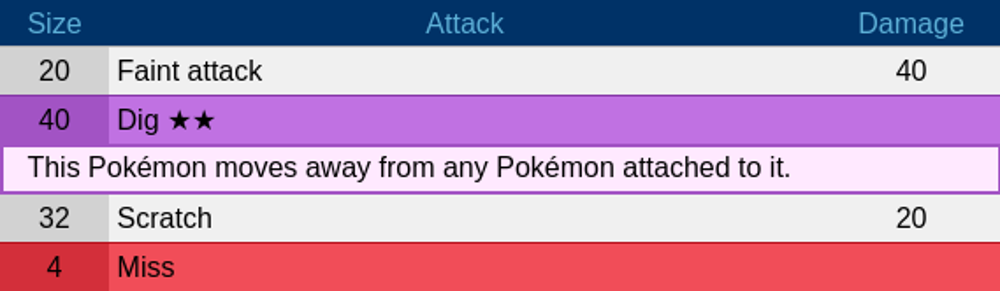 Size Attack Damage
20 Faint attack 40
40 Dig ★★
This Pokémon moves away from any Pokémon attached to it.
32 Scratch 20
4 Miss